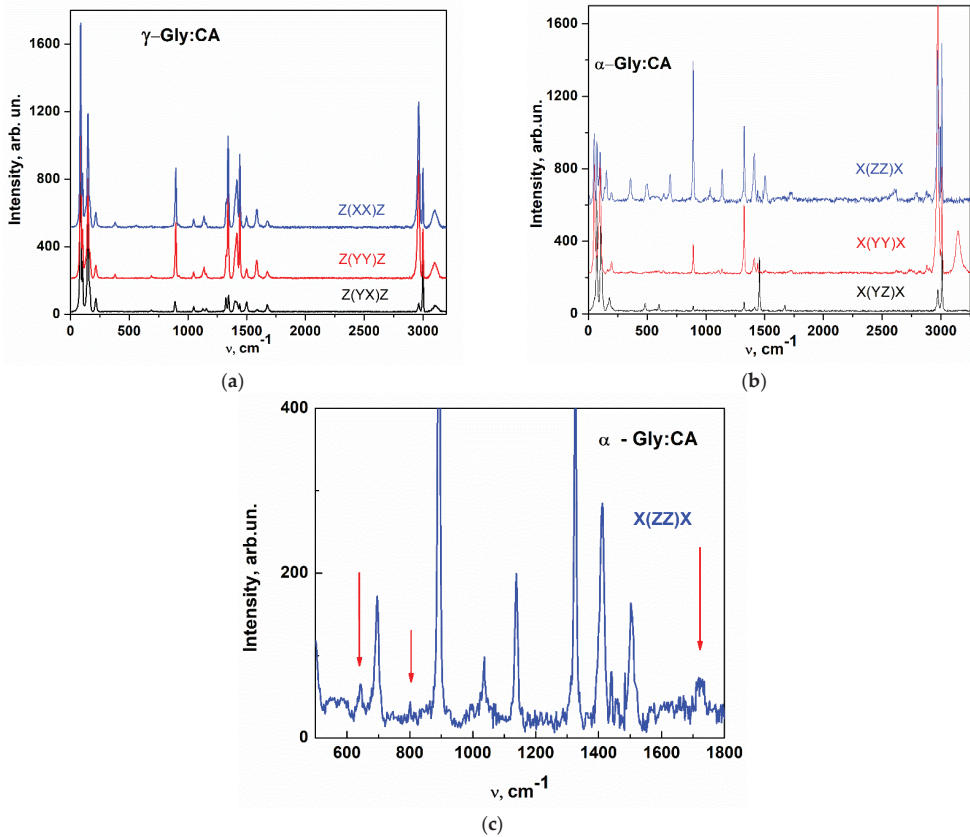 γ–Gly:CA
Intensity, arb. un.
1600
1200
800
400
0
Z(XX)Z
Z(YY)Z
Z(YX)Z
0 500 1000 1500 2000 2500 3000
ν, cm-1
(a)
α–Gly:CA
Intensity, arb.un.
1600
1200
800
400
0
X(ZZ)X
X(YY)X
X(YZ)X
0 500 1000 1500 2000 2500 3000
ν, cm-1
(b)
α - Gly:CA
X(ZZ)X
Intensity, arb.un.
400
200
0
600 800 1000 1200 1400 1600 1800
ν, cm-1
(c)